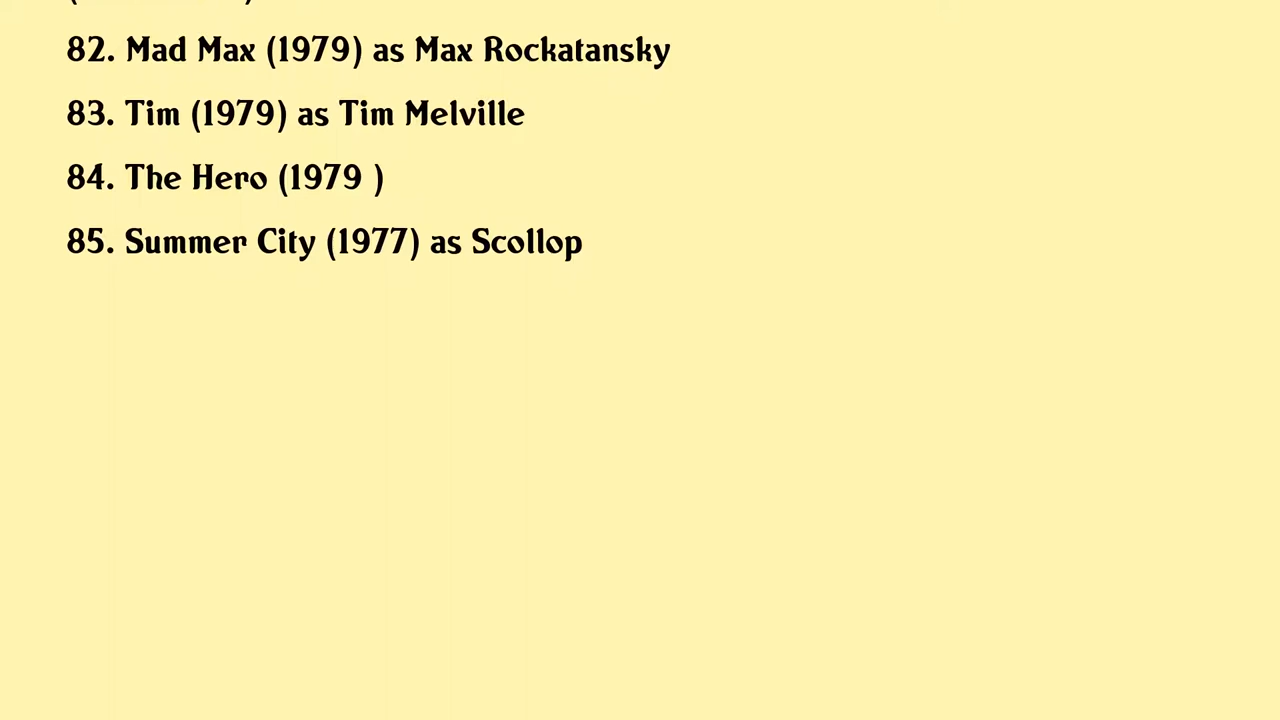 82. Mad Max (1979) as Max Rockatansky
83. Tim (1979) as Tim Melville
84. The Hero (1979 )
85. Summer City (1977) as Scollop